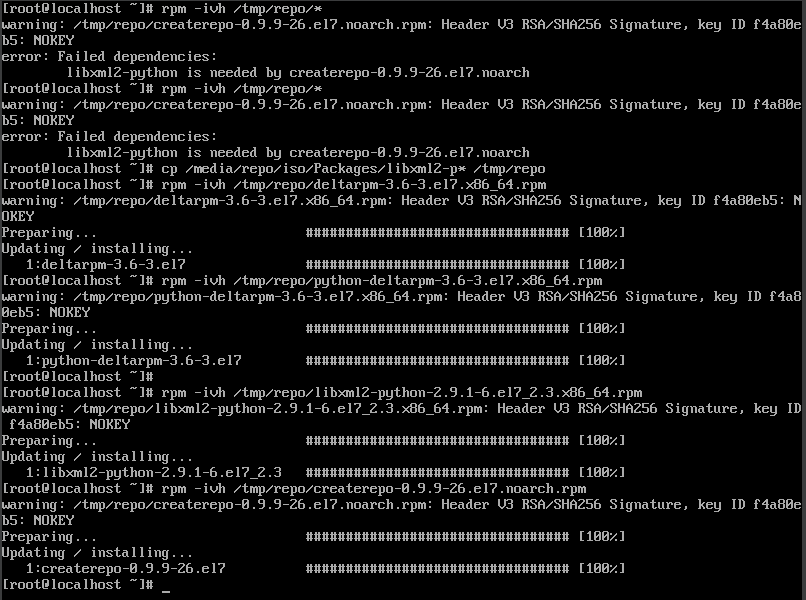 [root@localhost ~]# rpm -ivh /tmp/repo/*
warning: /tmp/repo/createrepo-0.9.9-26.el7.noarch.rpm: Header V3 RSA/SHA256 Signature, key ID f4a80e
b5: NOKEY
error: Failed dependencies:
        libxml2-python is needed by createrepo-0.9.9-26.el7.noarch
[root@localhost ~]# rpm -ivh /tmp/repo/*
warning: /tmp/repo/createrepo-0.9.9-26.el7.noarch.rpm: Header V3 RSA/SHA256 Signature, key ID f4a80e
b5: NOKEY
error: Failed dependencies:
        libxml2-python is needed by createrepo-0.9.9-26.el7.noarch
[root@localhost ~]# cp /media/repo/iso/Packages/libxml2-p* /tmp/repo
[root@localhost ~]# rpm -ivh /tmp/repo/deltarpm-3.6-3.el7.x86_64.rpm
warning: /tmp/repo/deltarpm-3.6-3.el7.x86_64.rpm: Header V3 RSA/SHA256 Signature, key ID f4a80eb5: N
OKEY
Preparing...                          ################################# [100%]
Updating / installing...
   1:deltarpm-3.6-3.el7               ################################# [100%]
[root@localhost ~]# rpm -ivh /tmp/repo/python-deltarpm-3.6-3.el7.x86_64.rpm
warning: /tmp/repo/python-deltarpm-3.6-3.el7.x86_64.rpm: Header V3 RSA/SHA256 Signature, key ID f4a8
0eb5: NOKEY
Preparing...                          ################################# [100%]
Updating / installing...
   1:python-deltarpm-3.6-3.el7        ################################# [100%]
[root@localhost ~]#
[root@localhost ~]# rpm -ivh /tmp/repo/libxml2-python-2.9.1-6.el7_2.3.x86_64.rpm
warning: /tmp/repo/libxml2-python-2.9.1-6.el7_2.3.x86_64.rpm: Header V3 RSA/SHA256 Signature, key ID
 f4a80eb5: NOKEY
Preparing...                          ################################# [100%]
Updating / installing...
   1:libxml2-python-2.9.1-6.el7_2.3   ################################# [100%]
[root@localhost ~]# rpm -ivh /tmp/repo/createrepo-0.9.9-26.el7.noarch.rpm
warning: /tmp/repo/createrepo-0.9.9-26.el7.noarch.rpm: Header V3 RSA/SHA256 Signature, key ID f4a80e
b5: NOKEY
Preparing...                          ################################# [100%]
Updating / installing...
   1:createrepo-0.9.9-26.el7          ################################# [100%]
[root@localhost ~]# _